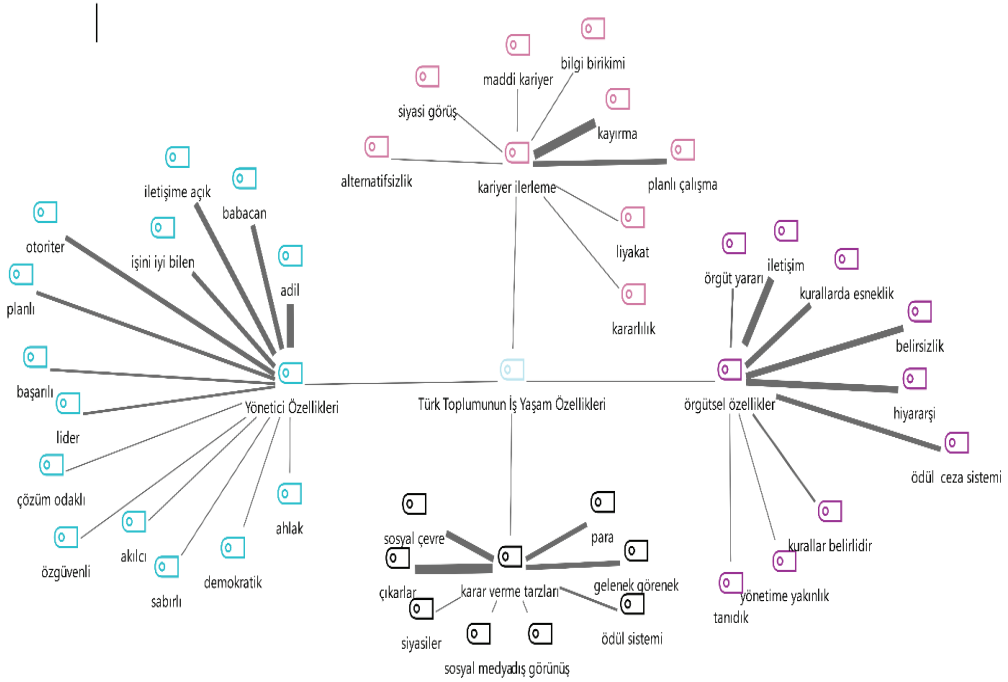 bilgi birikimi
maddi kariyer
siyasi görüş
kayırma
alternatifsizlik
kariyer ilerleme
planlı çalışma
liyakat
kararlılık
iletişime açık
babacan
otoriter
işini iyi bilen
adil
planlı
başarılı
lider
Yönetici Özellikleri
çözüm odaklı
özgüvenli
akılcı
sabırlı
demokratik
ahlak
Türk Toplumunun İş Yaşam Özellikleri
örgüt yararı
iletişim
kurallarda esneklik
belirsizlik
hiyararşi
örgütsel özellikler
ödül ceza sistemi
kurallar belirlidir
yönetime yakınlık
tanıdık
sosyal çevre
para
çıkarlar
karar verme tarzları
gelenek görenek
siyasiler
ödül sistemi
sosyal medya
dış görünüş